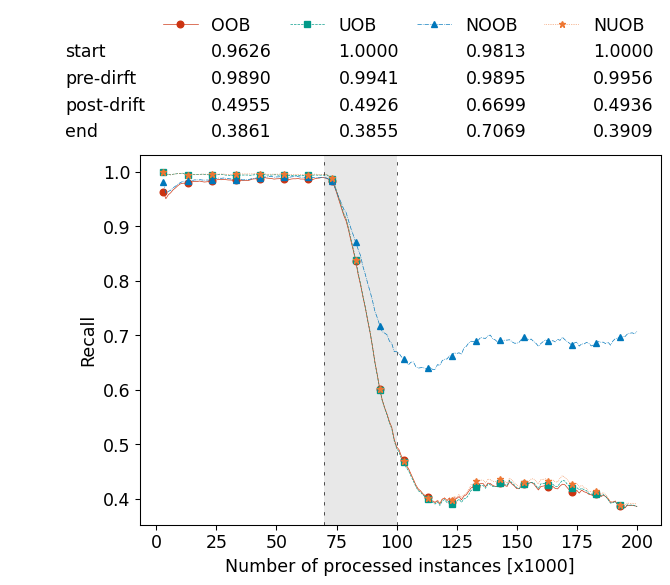 OOB UOB NOOB NUOB
start 0.9626 1.0000 0.9813 1.0000
pre-dirft 0.9890 0.9941 0.9895 0.9956
post-drift 0.4955 0.4926 0.6699 0.4936
end 0.3861 0.3855 0.7069 0.3909
1.0
0.9
0.8
0.7
0.6
0.5
0.4
Recall
0 25 50 75 100 125 150 175 200
Number of processed instances [x1000]